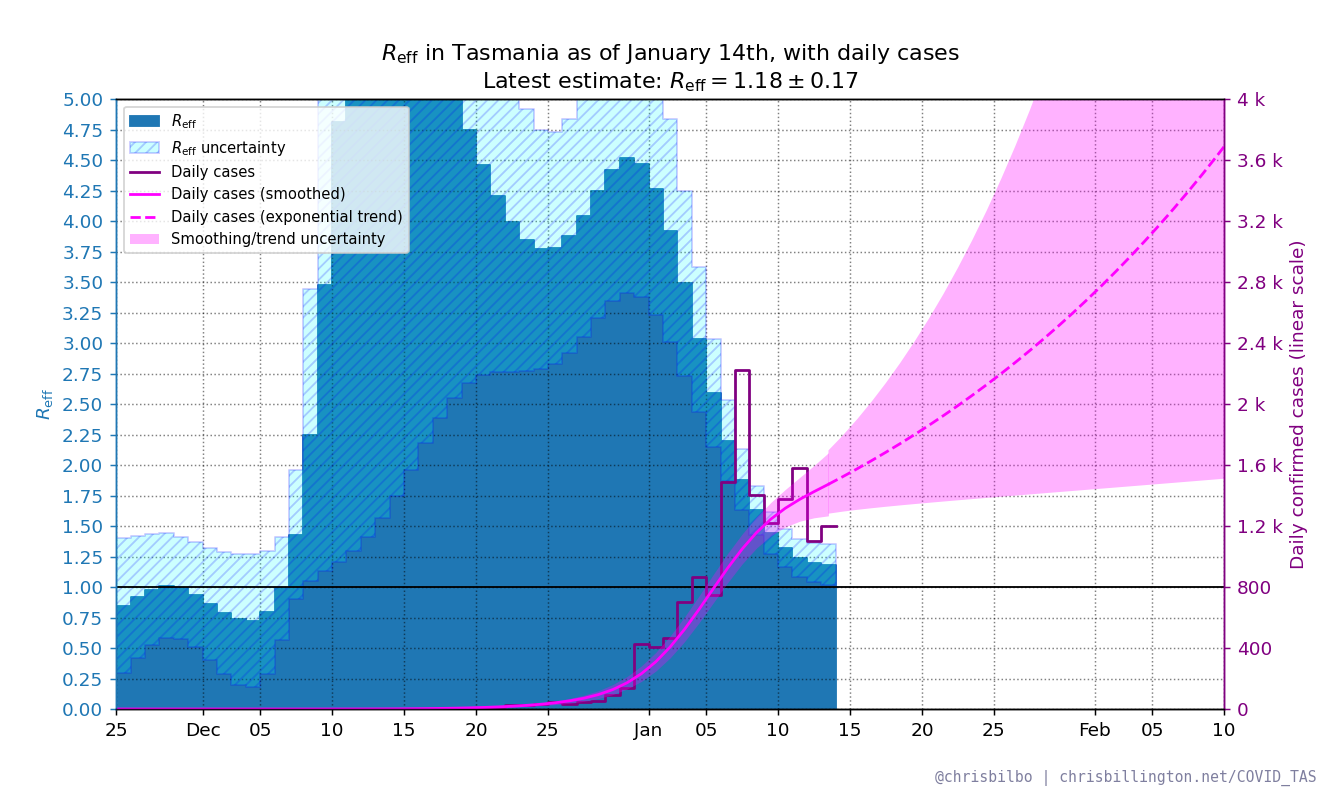 R_eff in Tasmania as of January 14th, with daily cases
Latest estimate: R_eff = 1.18 ± 0.17
R_eff
R_eff uncertainty
Daily cases
Daily cases (smoothed)
Daily cases (exponential trend)
Smoothing/trend uncertainty
5.00
4.75
4.50
4.25
4.00
3.75
3.50
3.25
3.00
2.75
2.50
2.25
2.00
1.75
1.50
1.25
1.00
0.75
0.50
0.25
0.00
R_eff
4 k
3.6 k
3.2 k
2.8 k
2.4 k
2 k
1.6 k
1.2 k
800
400
0
Daily confirmed cases (linear scale)
25 Dec 05 10 15 20 25 Jan 05 10 15 20 25 Feb 05 10
@chrisbilbo | chrisbillington.net/COVID_TAS